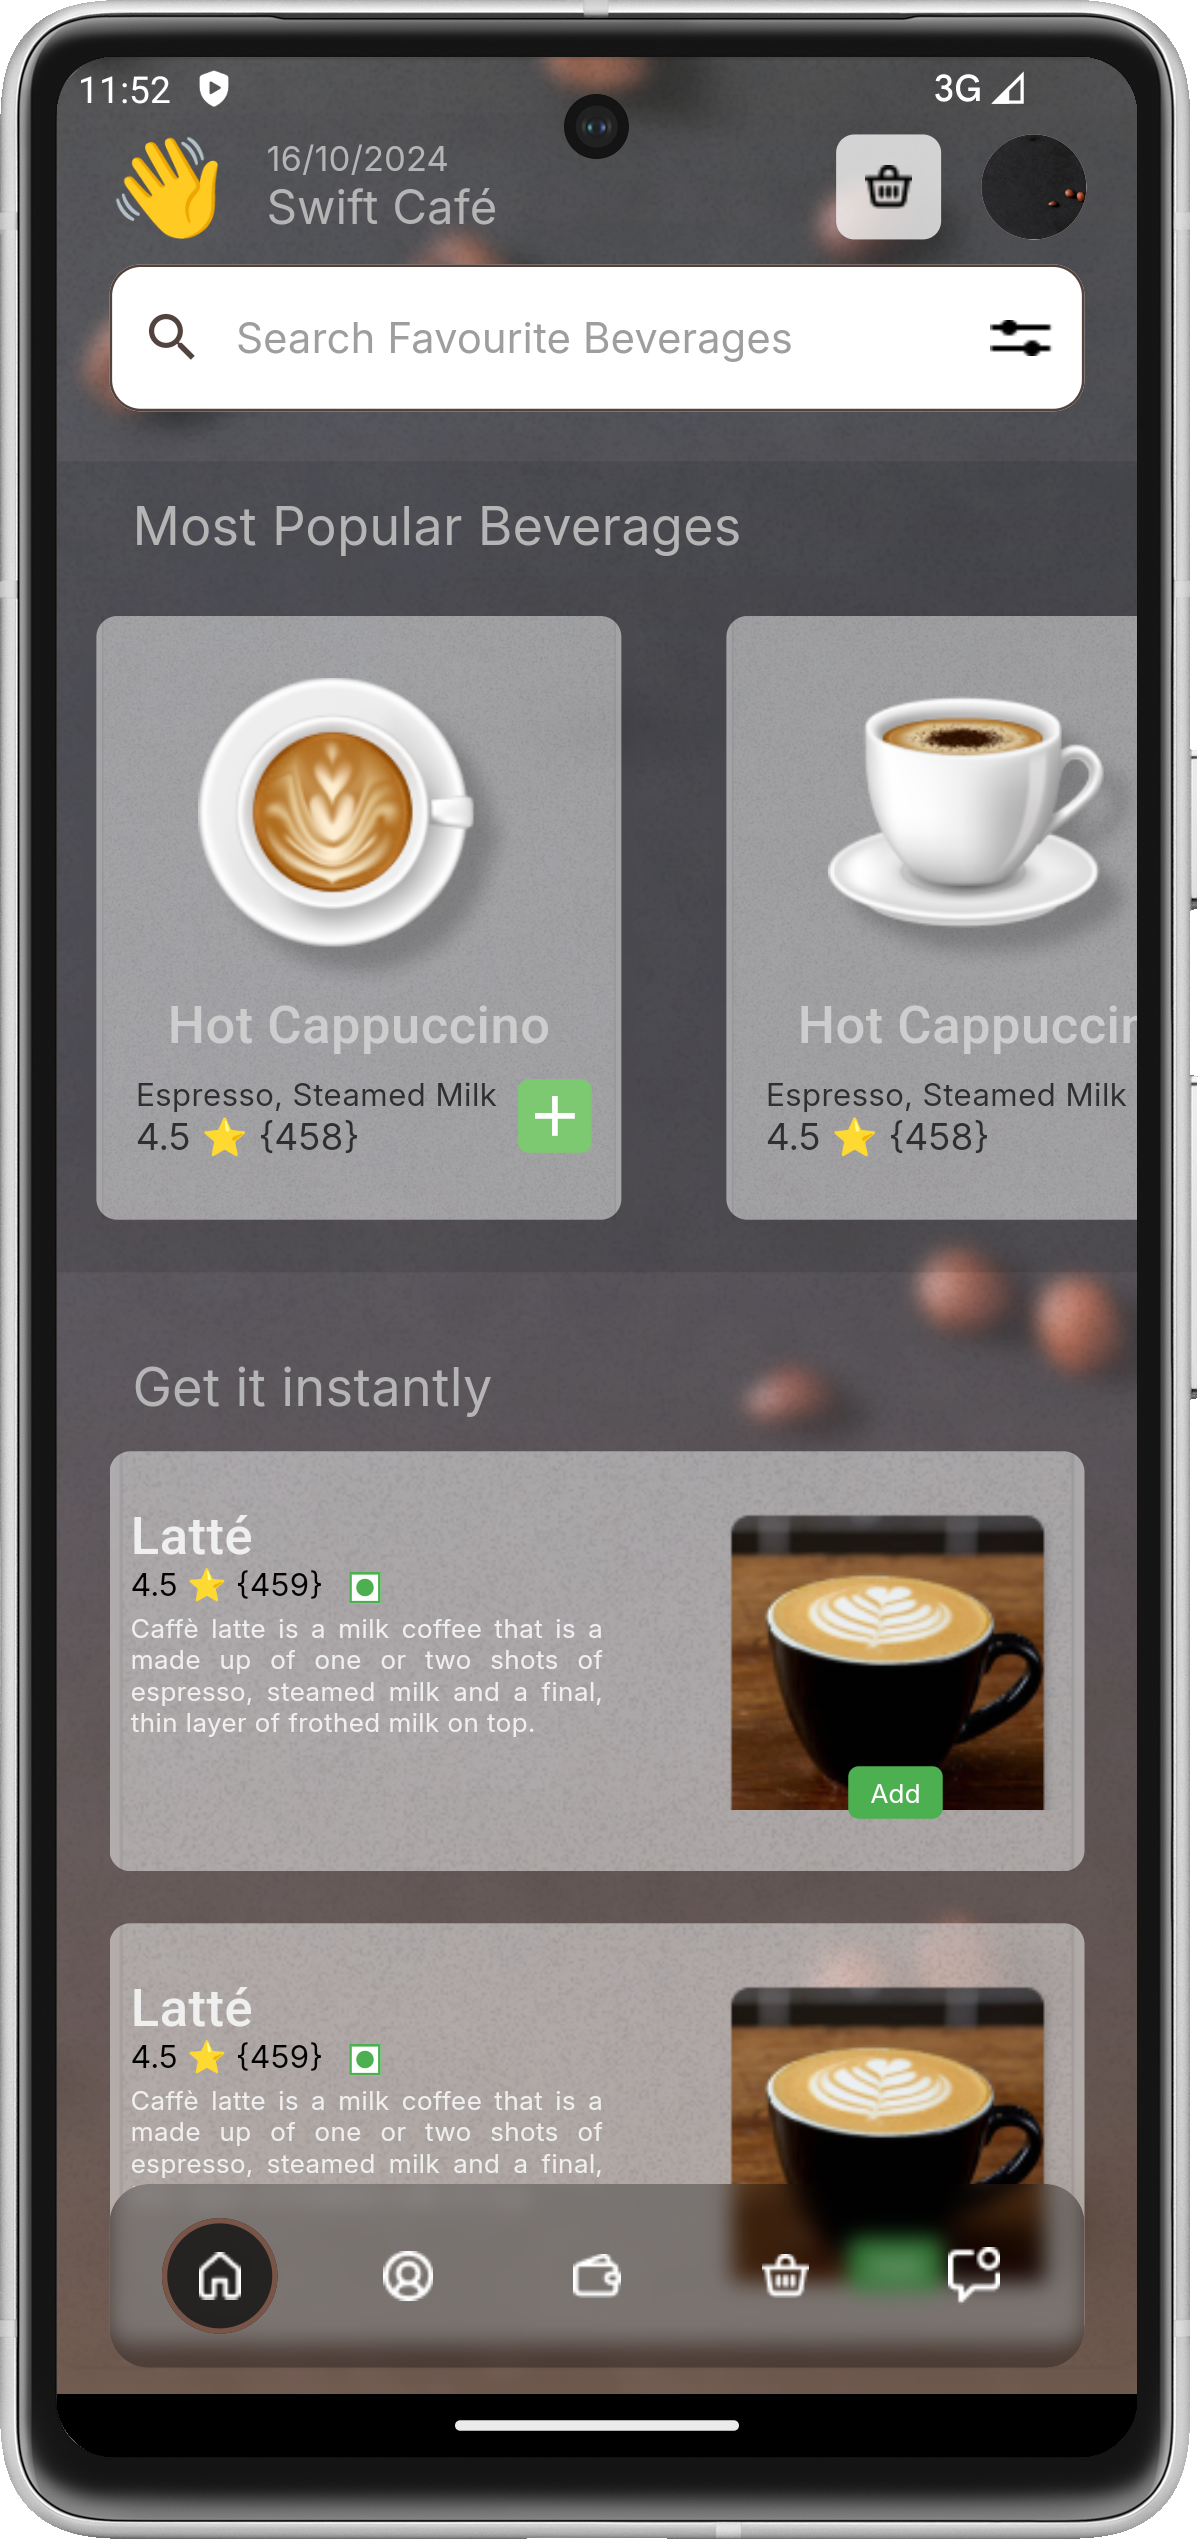 11:52
3G
16/10/2024
Swift Café
Search Favourite Beverages
Most Popular Beverages
Hot Cappuccino
Espresso, Steamed Milk
4.5 ⭐ {458}
Hot Cappuccin
Espresso, Steamed Milk
4.5 ⭐ {458}
Get it instantly
Latté
4.5 ⭐ {459}
Caffè latte is a milk coffee that is a
made up of one or two shots of
espresso, steamed milk and a final,
thin layer of frothed milk on top.
Add
Latté
4.5 ⭐ {459}
Caffè latte is a milk coffee that is a
made up of one or two shots of
espresso, steamed milk and a final,